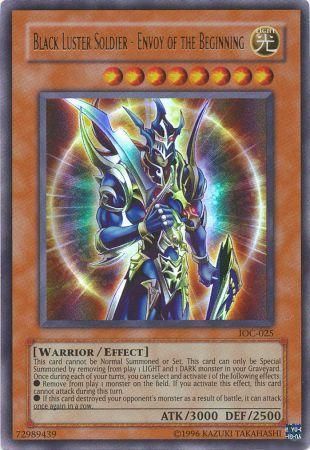 BLACK LUSTER SOLDIER - ENVOY OF THE BEGINNING
LIGHT
光
IOC-025
[WARRIOR/EFFECT]
This card cannot be Normal Summoned or Set. This card can only be Special
Summoned by removing from play 1 LIGHT and 1 DARK monster in your Graveyard.
Once during each of your turns, you can select and activate 1 of the following effects:
● Remove from play 1 monster on the field. If you activate this effect, this card
cannot attack during this turn.
● If this card destroyed your opponent's monster as a result of battle, it can attack
once again in a row.
ATK/3000 DEF/2500
72989439
©1996 KAZUKI TAKAHASHI